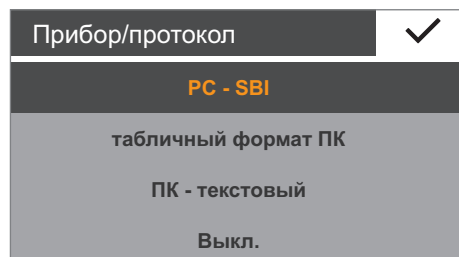 Прибор/протокол
PC - SBI
табличный формат ПК
ПК - текстовый
Выкл.